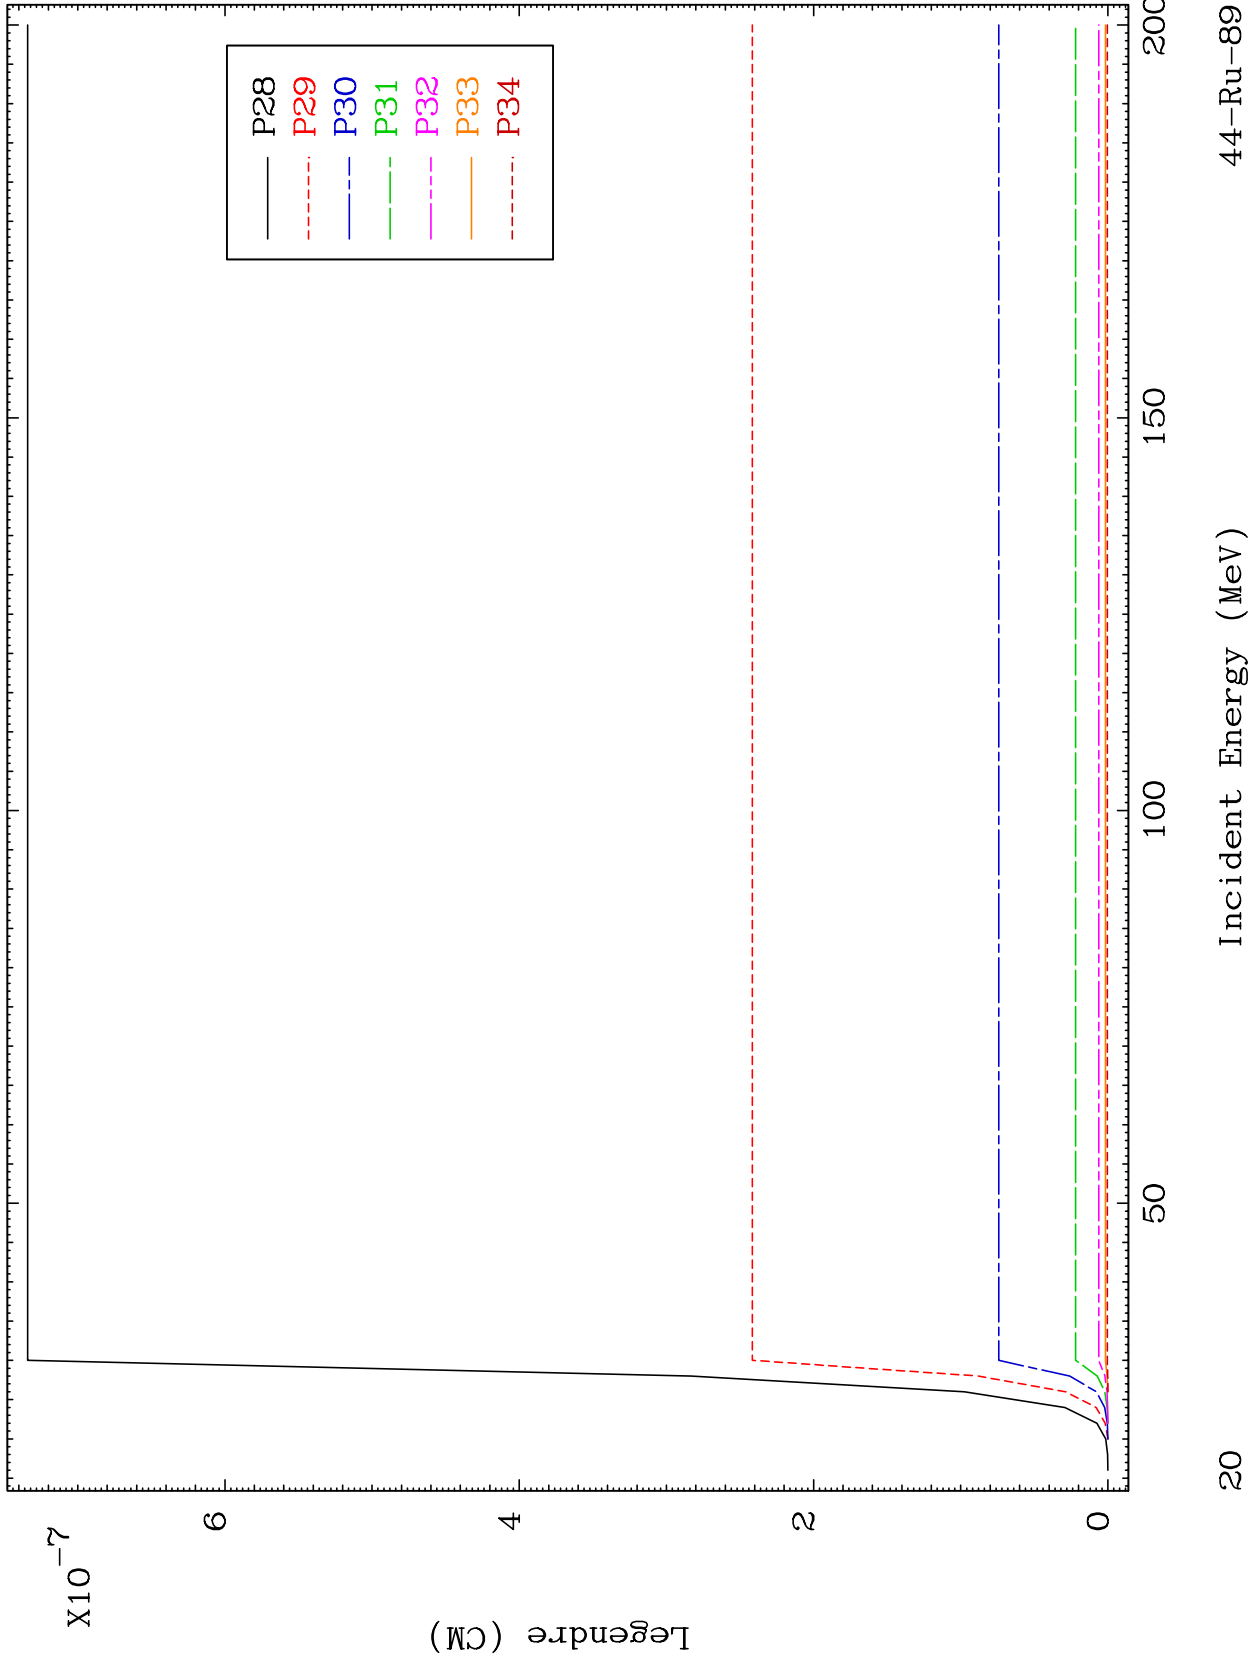 X10⁻⁷
Legendre (CM)
6
4
2
0
P28
P29
P30
P31
P32
P33
P34
50
100
150
200
20
Incident Energy (MeV)
44-Ru-89